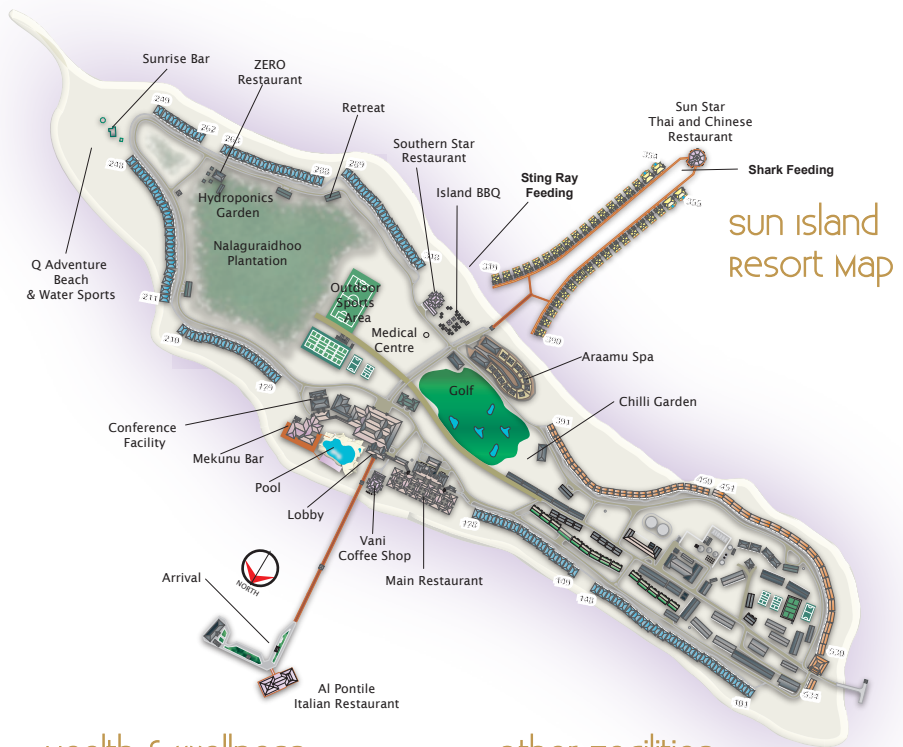 Sunrise Bar
ZERO
Restaurant
Retreat
Southern Star
Restaurant
Island BBQ
Sting Ray
Feeding
Sun Star
Thai and Chinese
Restaurant
Shark Feeding
sun island
Resort Map
249
262
263
288
289
248
318
354
355
319
390
Hydroponics
Garden
Nalaguraidhoo
Plantation
Q Adventure
Beach
& Water Sports
211
210
179
Outdoor
Sports
Area
Medical
Centre
Araamu Spa
Golf
Chilli Garden
391
450
451
Conference
Facility
Mekunu Bar
Pool
Lobby
Vani
Coffee Shop
Main Restaurant
178
149
148
101
538
534
NORTH
Arrival
Al Pontile
Italian Restaurant